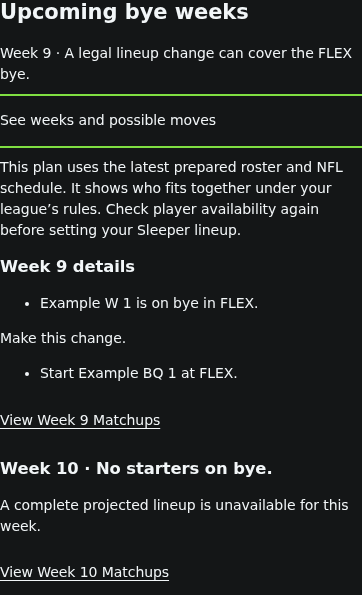 Upcoming bye weeks
Week 9 · A legal lineup change can cover the FLEX
bye.
See weeks and possible moves
This plan uses the latest prepared roster and NFL
schedule. It shows who fits together under your
league’s rules. Check player availability again
before setting your Sleeper lineup.
Week 9 details
• Example W 1 is on bye in FLEX.
Make this change.
• Start Example BQ 1 at FLEX.
View Week 9 Matchups
Week 10 · No starters on bye.
A complete projected lineup is unavailable for this
week.
View Week 10 Matchups